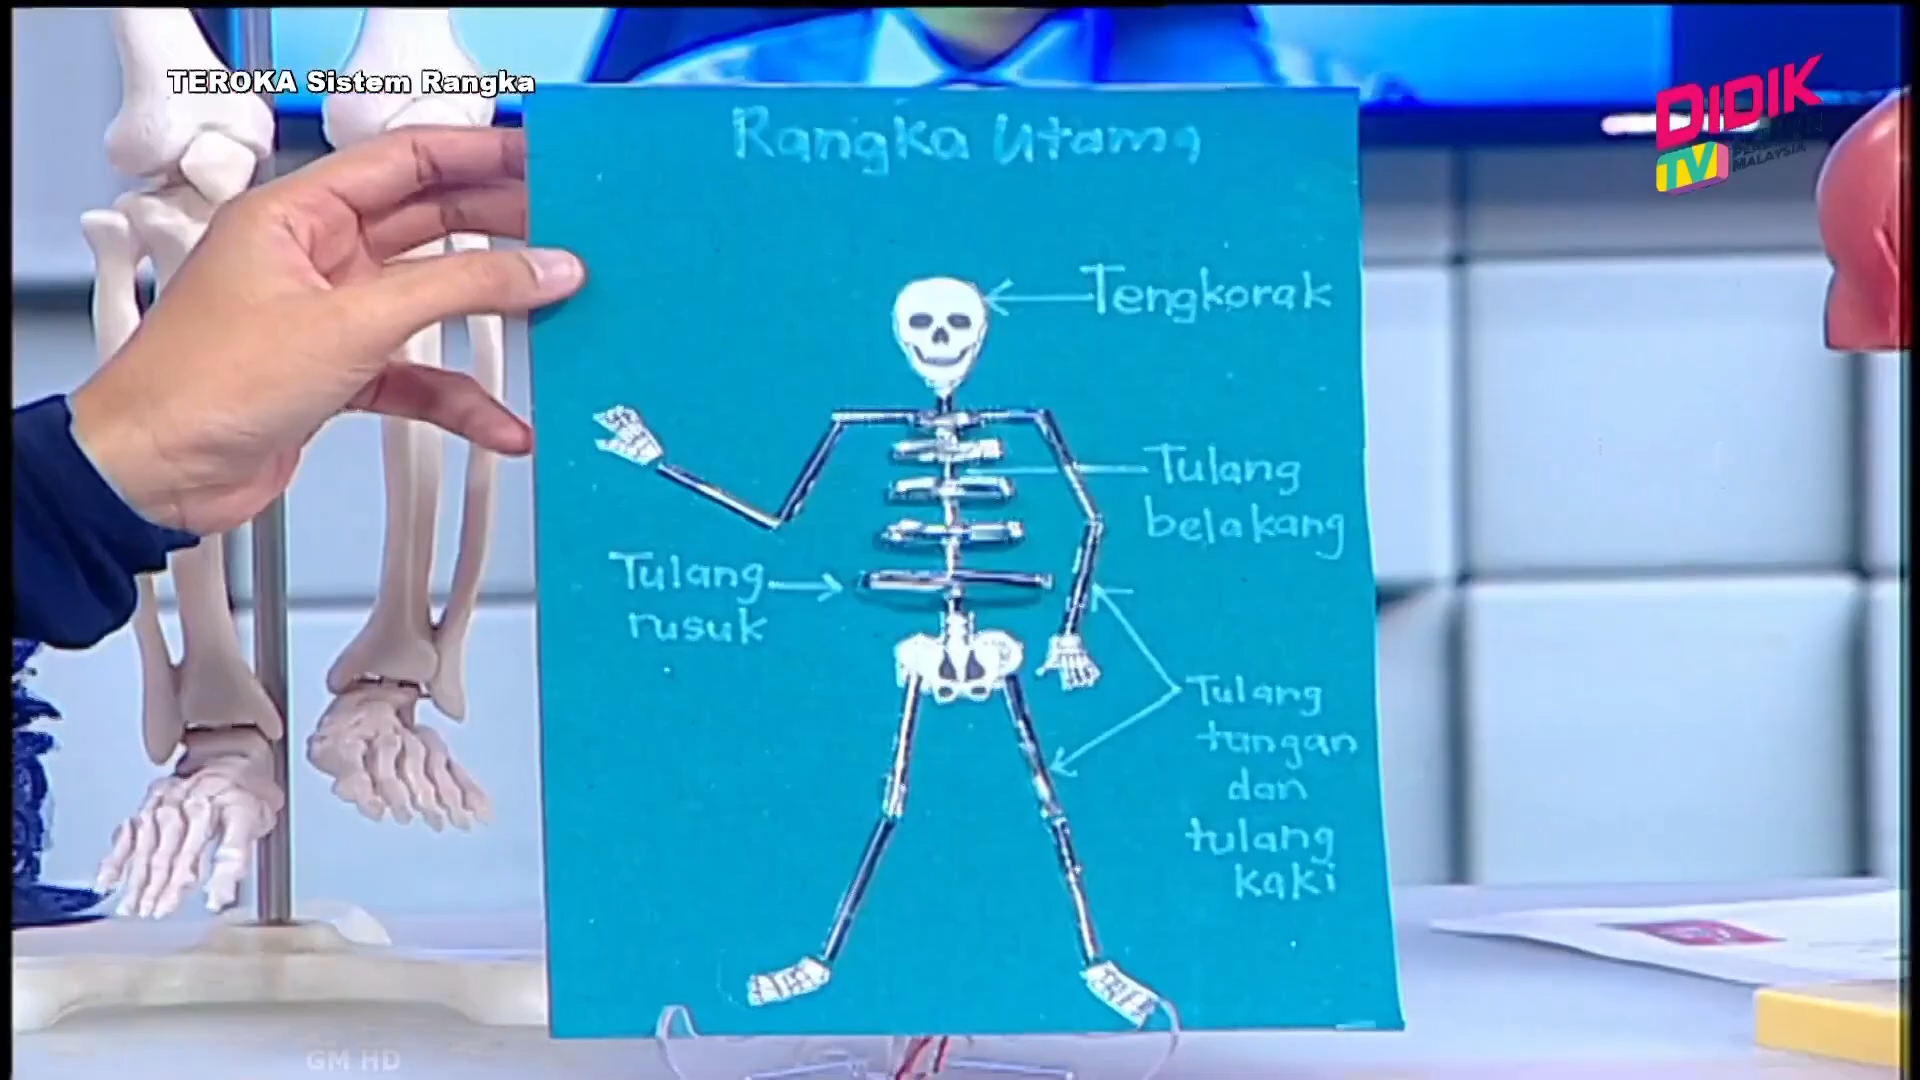 TEROKA Sistem Rangka
DIDIK
TV
MALAYSIA
Rangka Utama
Tengkorak
Tulang
belakang
Tulang
rusuk
Tulang
tangan
dan
tulang
kaki
GM HD